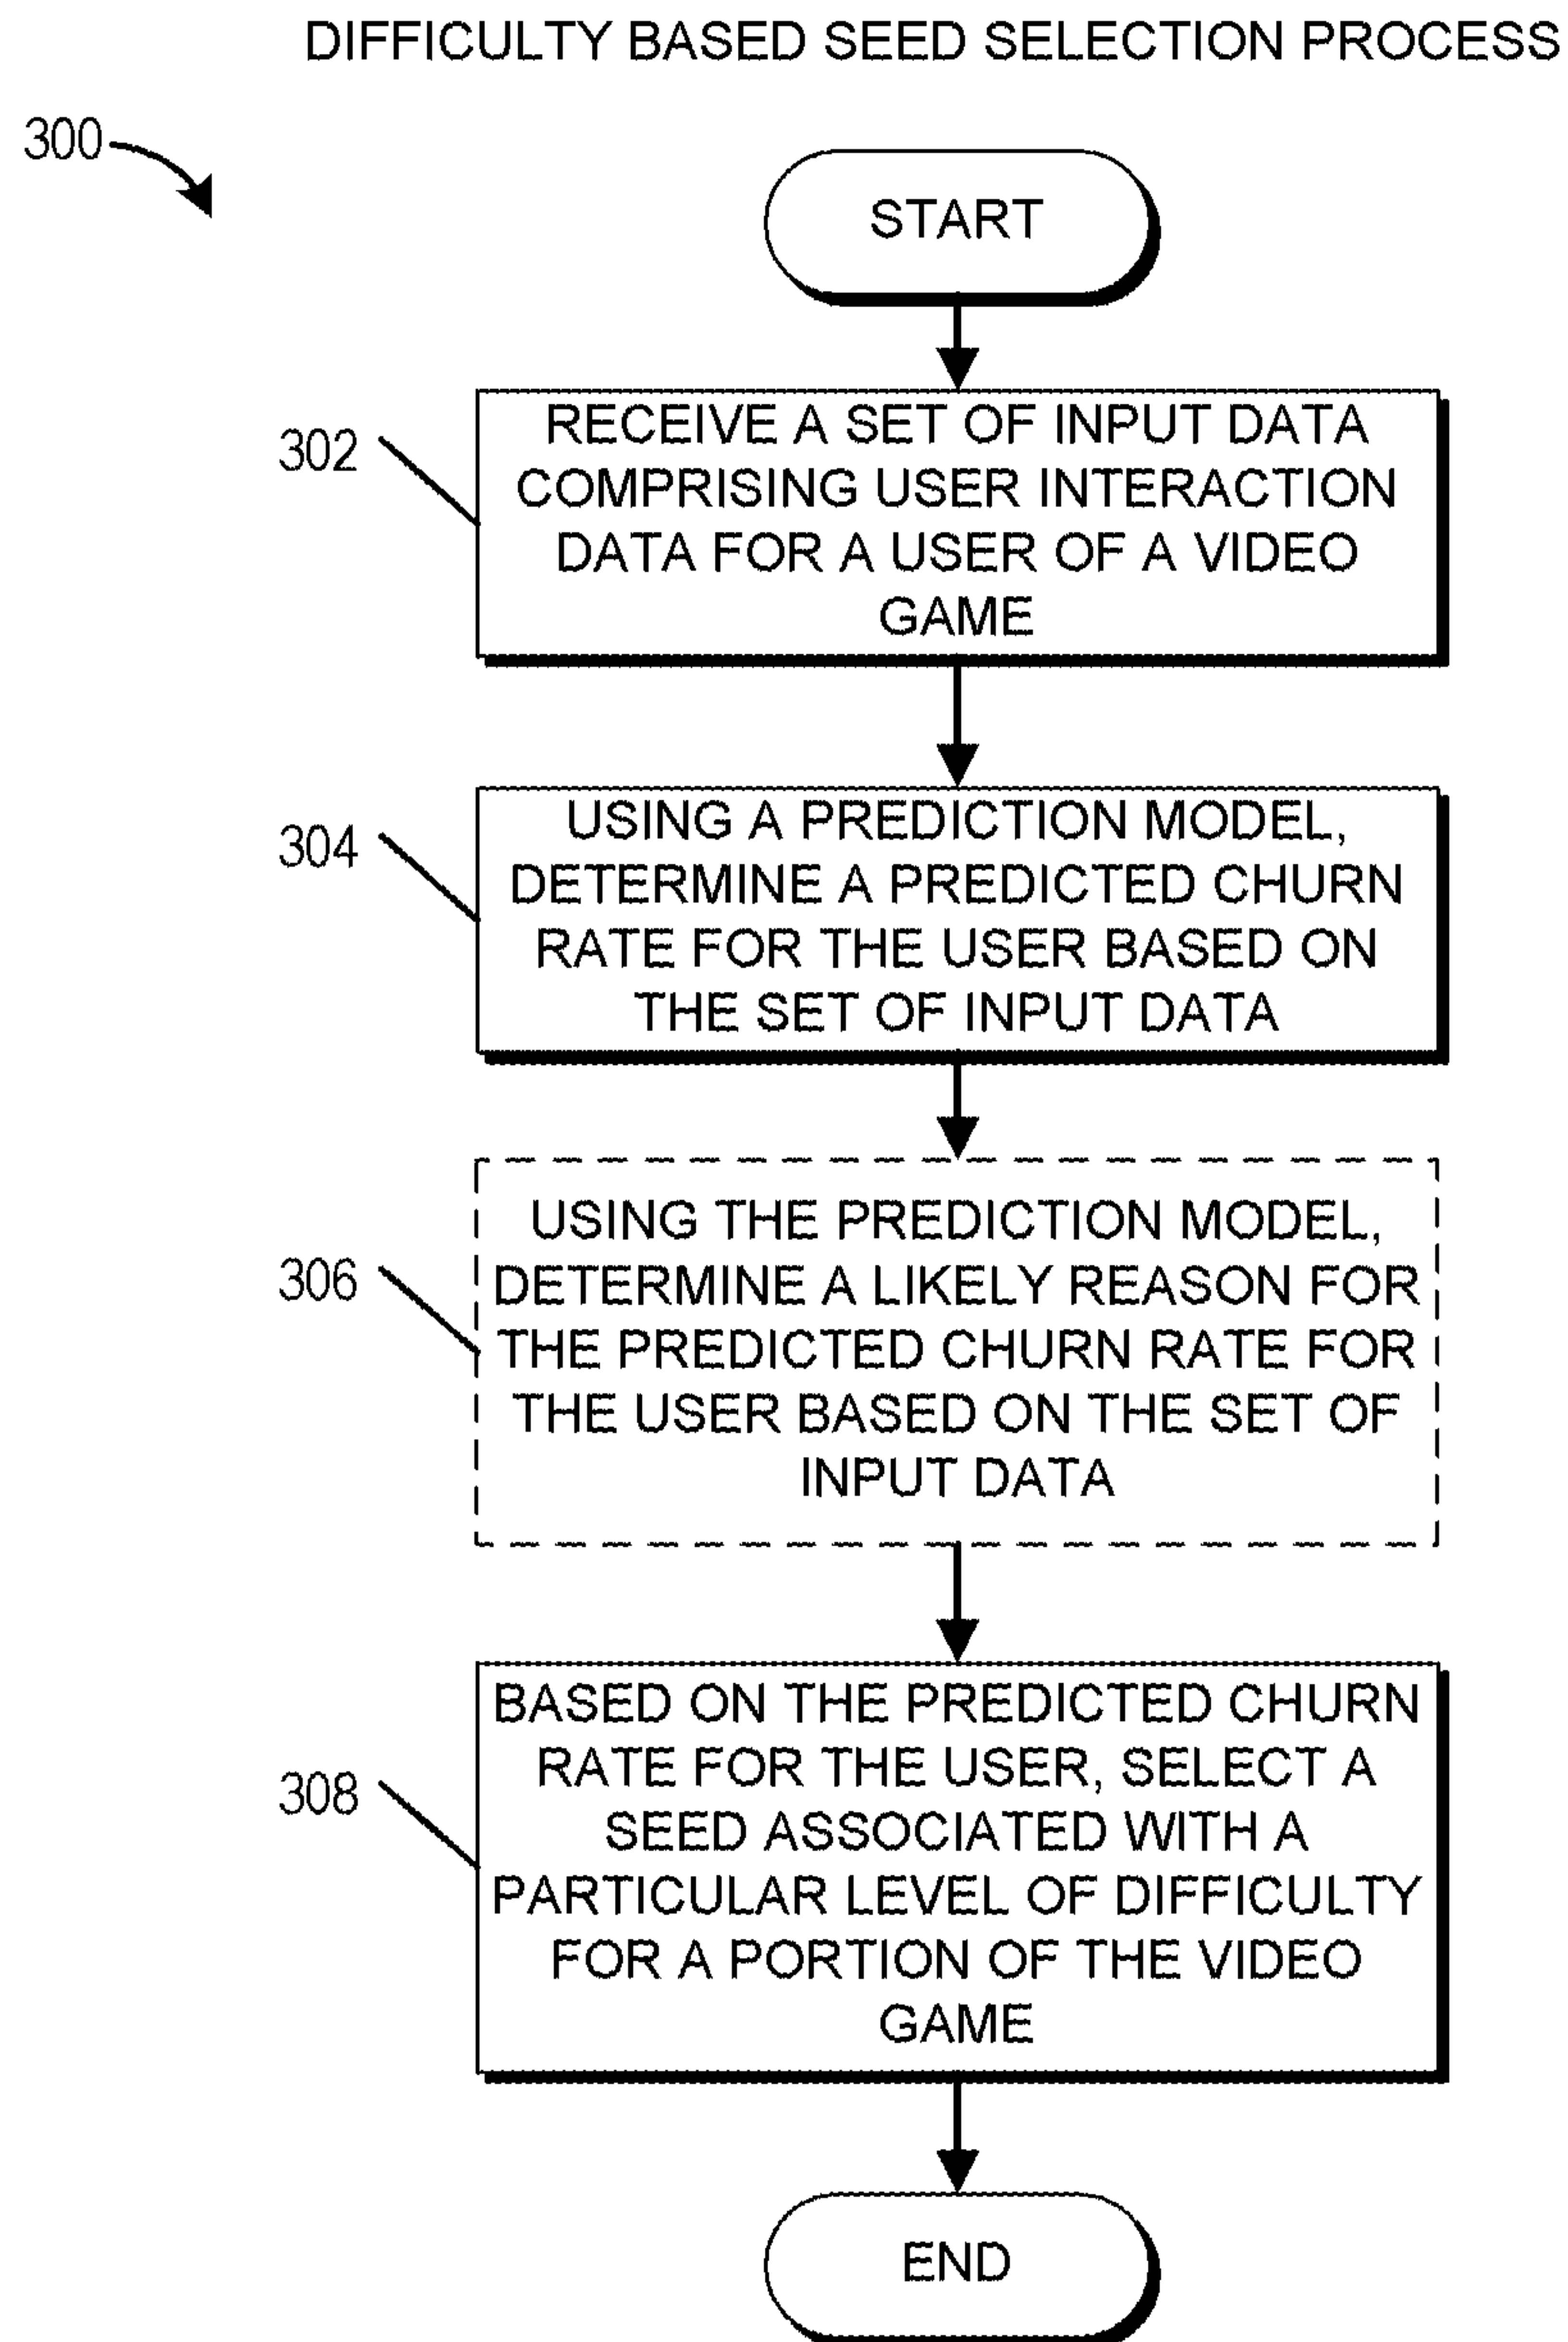 DIFFICULTY BASED SEED SELECTION PROCESS
300
START
302
RECEIVE A SET OF INPUT DATA
COMPRISING USER INTERACTION
DATA FOR A USER OF A VIDEO
GAME
304
USING A PREDICTION MODEL,
DETERMINE A PREDICTED CHURN
RATE FOR THE USER BASED ON
THE SET OF INPUT DATA
306
USING THE PREDICTION MODEL,
DETERMINE A LIKELY REASON FOR
THE PREDICTED CHURN RATE FOR
THE USER BASED ON THE SET OF
INPUT DATA
308
BASED ON THE PREDICTED CHURN
RATE FOR THE USER, SELECT A
SEED ASSOCIATED WITH A
PARTICULAR LEVEL OF DIFFICULTY
FOR A PORTION OF THE VIDEO
GAME
END